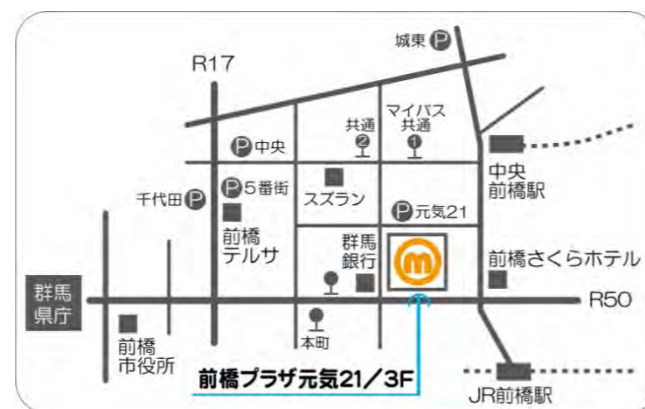 城東 P
R17
マイバス
共通
1
共通
2
P 中央
中央
前橋駅
千代田 P
P 5番街
前橋
テルサ
スズラン
P 元気21
群馬
銀行
m
前橋さくらホテル
群馬
県庁
R50
前橋
市役所
本町
前橋プラザ元気21/3F
JR前橋駅